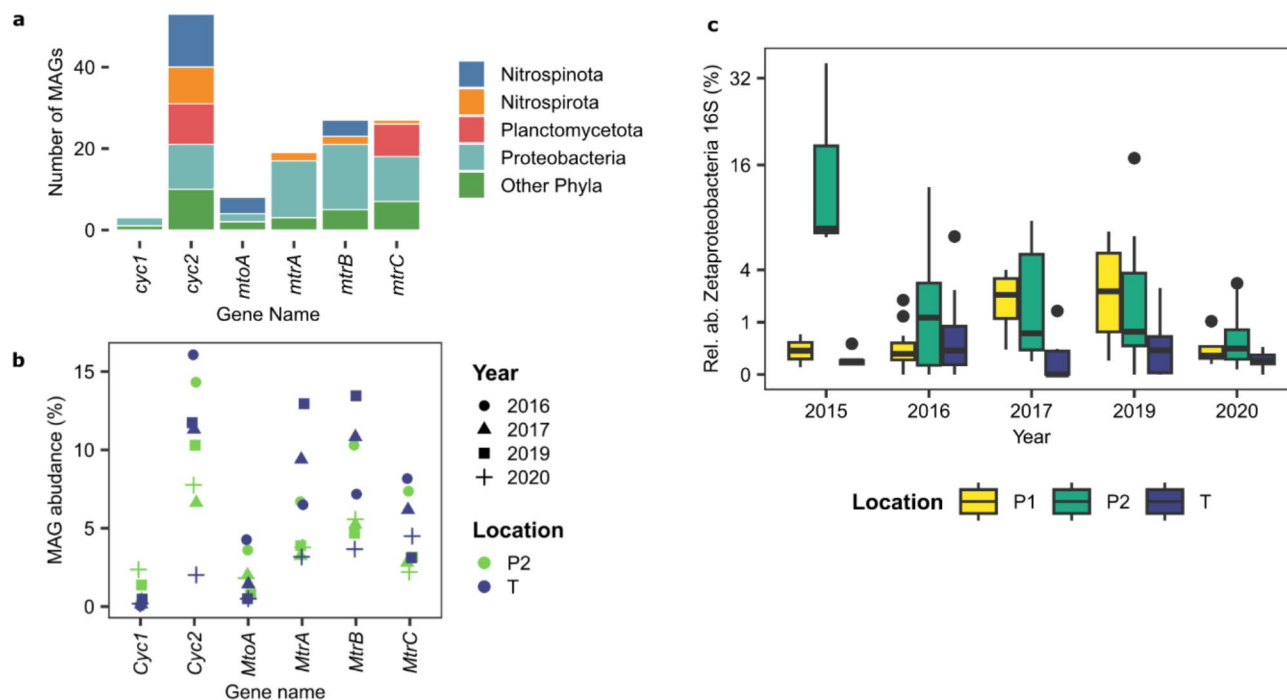 a
Number of MAGs
40
20
0
cyc1
cyc2
mtoA
mtrA
mtrB
mtrC
Gene Name
Nitrospinota
Nitrospirota
Planctomycetota
Proteobacteria
Other Phyla
b
MAG abudance (%)
15
10
5
0
Cyc1
Cyc2
MtoA
MtrA
MtrB
MtrC
Gene name
Year
2016
2017
2019
2020
Location
P2
T
c
Rel. ab. Zetaproteobacteria 16S (%)
32
16
4
1
0
2015
2016
2017
2019
2020
Year
Location
P1
P2
T